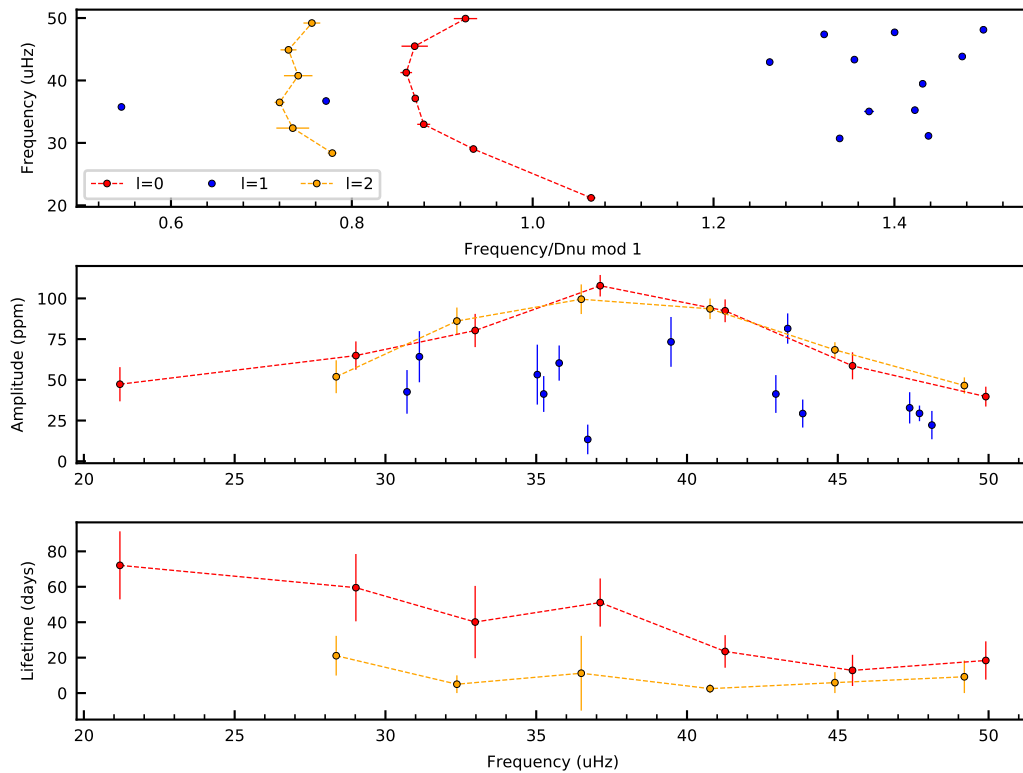 50
40
30
20
Frequency (uHz)
l=0 l=1 l=2
0.6 0.8 1.0 1.2 1.4
Frequency/Dnu mod 1
100
75
50
25
0
Amplitude (ppm)
20 25 30 35 40 45 50
80
60
40
20
0
Lifetime (days)
20 25 30 35 40 45 50
Frequency (uHz)